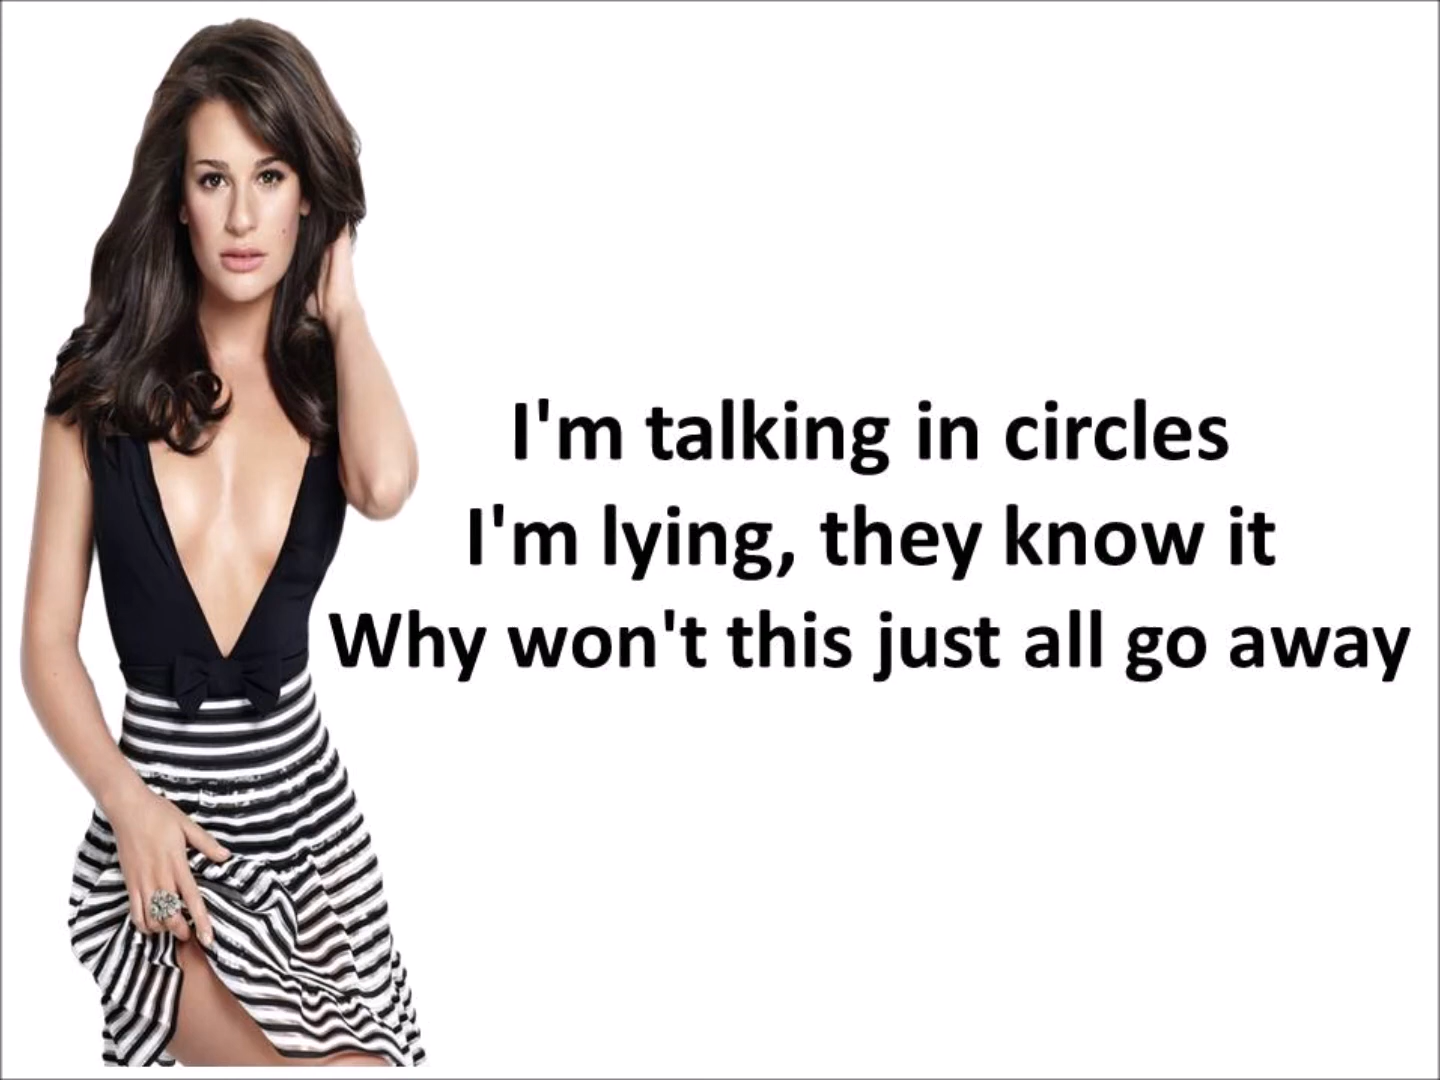 I'm talking in circles
I'm lying, they know it
Why won't this just all go away